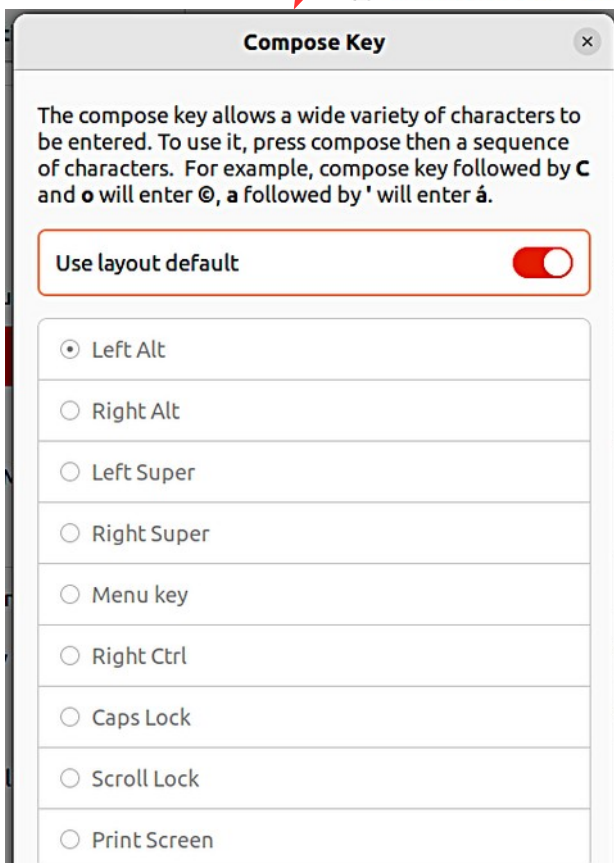 Compose Key
The compose key allows a wide variety of characters to
be entered. To use it, press compose then a sequence
of characters.  For example, compose key followed by C
and o will enter ©, a followed by ' will enter á.
Use layout default
Left Alt
Right Alt
Left Super
Right Super
Menu key
Right Ctrl
Caps Lock
Scroll Lock
Print Screen